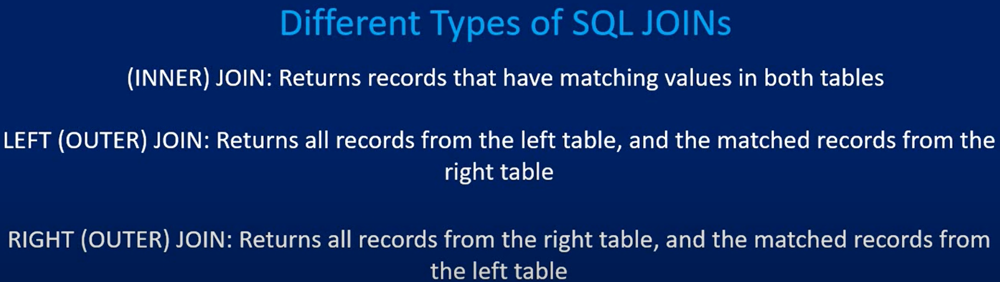 Different Types of SQL JOINs
(INNER) JOIN: Returns records that have matching values in both tables
LEFT (OUTER) JOIN: Returns all records from the left table, and the matched records from the
right table
RIGHT (OUTER) JOIN: Returns all records from the right table, and the matched records from
the left table